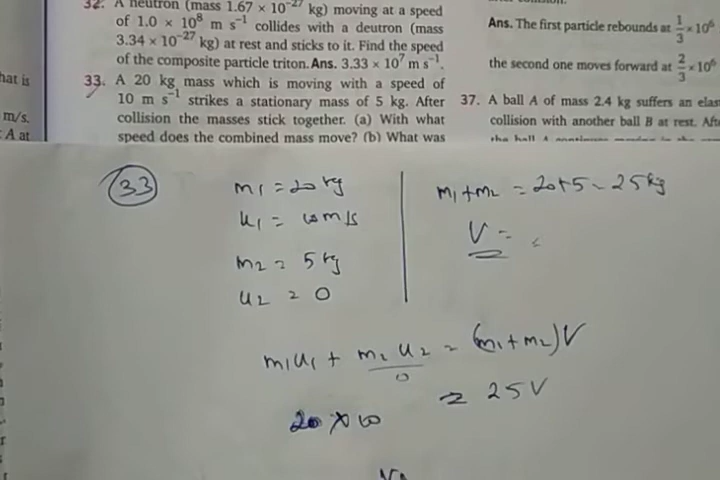 32. A neutron (mass 1.67 × 10⁻²⁷ kg) moving at a speed
of 1.0 × 10⁸ m s⁻¹ collides with a deutron (mass
3.34 × 10⁻²⁷ kg) at rest and sticks to it. Find the speed
of the composite particle triton. Ans. 3.33 × 10⁷ m s⁻¹.
33. A 20 kg mass which is moving with a speed of
10 m s⁻¹ strikes a stationary mass of 5 kg. After
collision the masses stick together. (a) With what
speed does the combined mass move? (b) What was
hat is
m/s.
A at
Ans. The first particle rebounds at 1/3 × 10⁶
the second one moves forward at 2/3 × 10⁶
37. A ball A of mass 2.4 kg suffers an elas
collision with another ball B at rest. Afte
the ball A
33
m₁ = 20 kg
u₁ = 10 m/s
m₂ = 5 kg
u₂ = 0
m₁+m₂ = 20+5 = 25 kg
V =
m₁u₁ + m₂u₂ = (m₁+m₂)V
0
20 × 10 = 25V